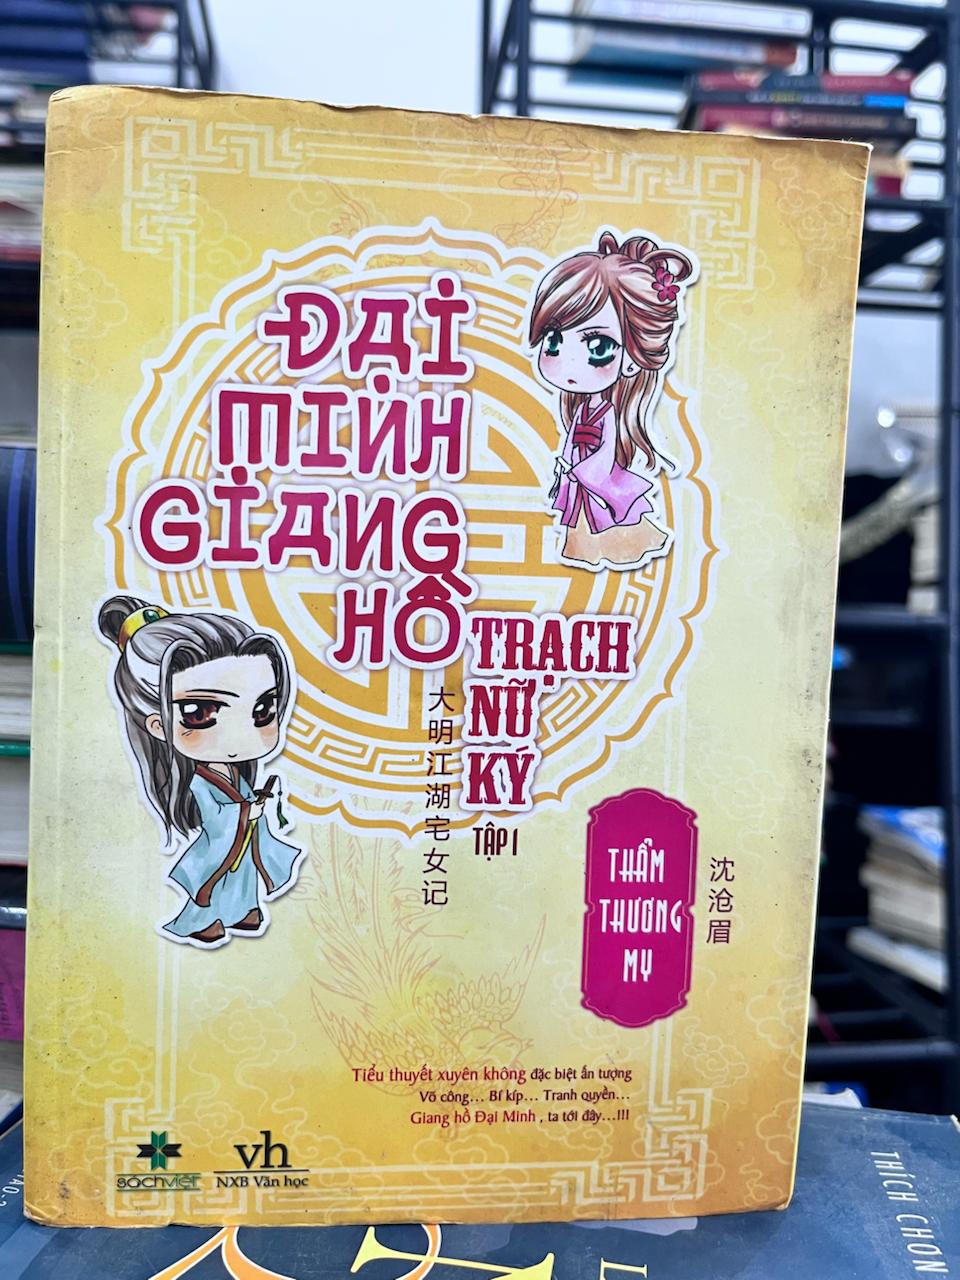 ĐẠI
MINH
GIANG
HỒ
TRẠCH
NỮ
KÝ
TẬP 1
大明江湖宅女记
THẨM
THƯƠNG
MY
沈沧眉
Tiểu thuyết xuyên không đặc biệt ấn tượng
Võ công... Bí kíp... Tranh quyền...
Giang hồ Đại Minh , ta tới đây...!!!
sáchviệt
vh
NXB Văn học
THÍCH CHƠN